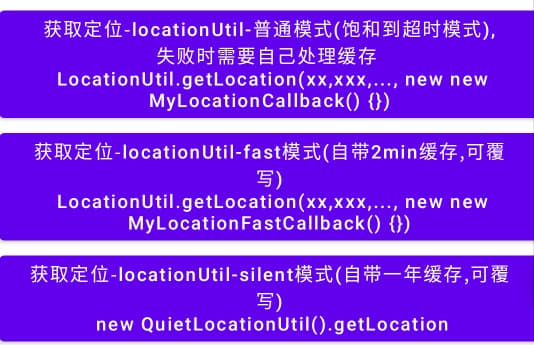 获取定位-locationUtil-普通模式(饱和到超时模式),
失败时需要自己处理缓存
LocationUtil.getLocation(xx,xxx,..., new new
MyLocationCallback() {})
获取定位-locationUtil-fast模式(自带2min缓存,可覆
写)
LocationUtil.getLocation(xx,xxx,..., new new
MyLocationFastCallback() {})
获取定位-locationUtil-silent模式(自带一年缓存,可覆
写)
new QuietLocationUtil().getLocation